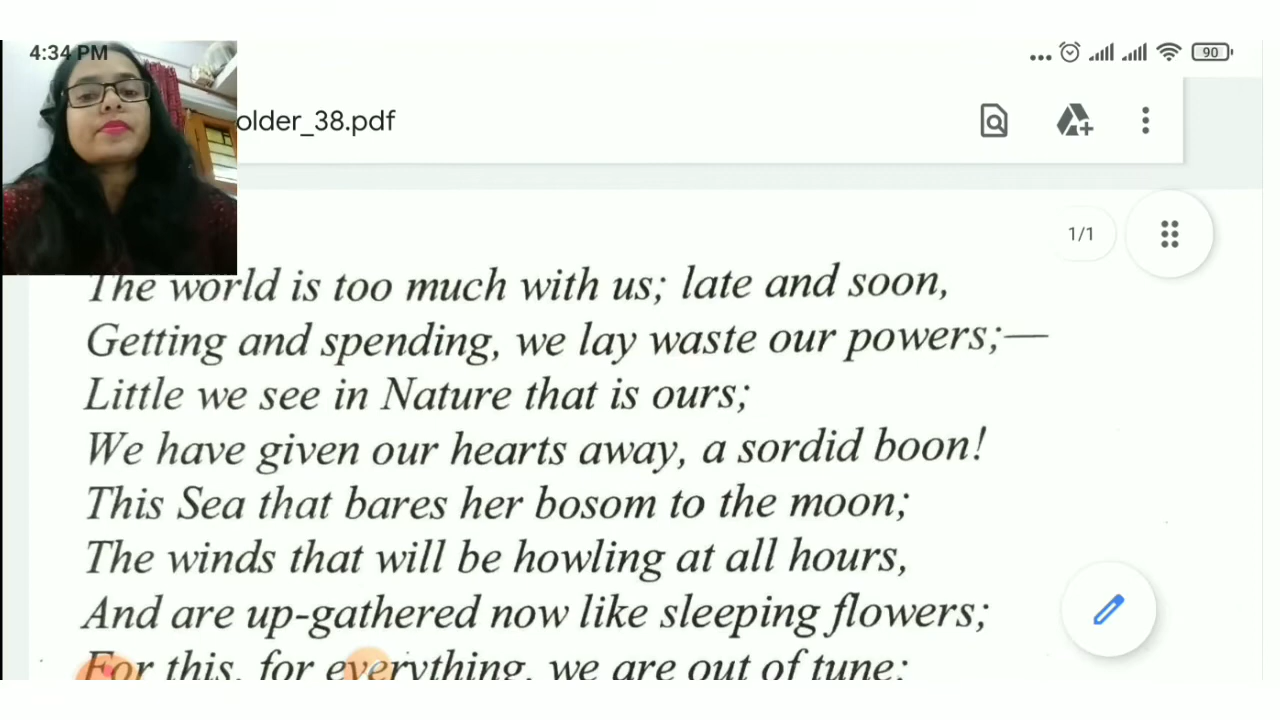 4:34 PM
90
older_38.pdf
1/1
The world is too much with us; late and soon,
Getting and spending, we lay waste our powers;—
Little we see in Nature that is ours;
We have given our hearts away, a sordid boon!
This Sea that bares her bosom to the moon;
The winds that will be howling at all hours,
And are up-gathered now like sleeping flowers;
For this, for everything, we are out of tune;